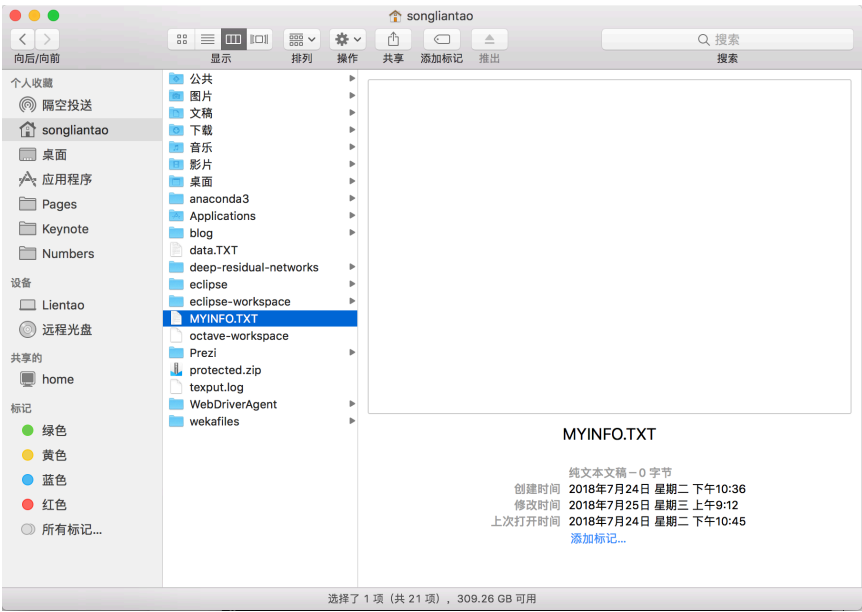 songliantao
搜索
向后/向前
显示
排列
操作
共享
添加标记
推出
搜索
个人收藏
隔空投送
songliantao
桌面
应用程序
Pages
Keynote
Numbers
设备
Lientao
远程光盘
共享的
home
标记
绿色
黄色
蓝色
红色
所有标记...
公共
图片
文稿
下载
音乐
影片
桌面
anaconda3
Applications
blog
data.TXT
deep-residual-networks
eclipse
eclipse-workspace
MYINFO.TXT
octave-workspace
Prezi
protected.zip
texput.log
WebDriverAgent
wekafiles
MYINFO.TXT
纯文本文稿－0 字节
创建时间 2018年7月24日 星期二 下午10:36
修改时间 2018年7月25日 星期三 上午9:12
上次打开时间 2018年7月24日 星期二 下午10:45
添加标记...
选择了 1 项（共 21 项），309.26 GB 可用